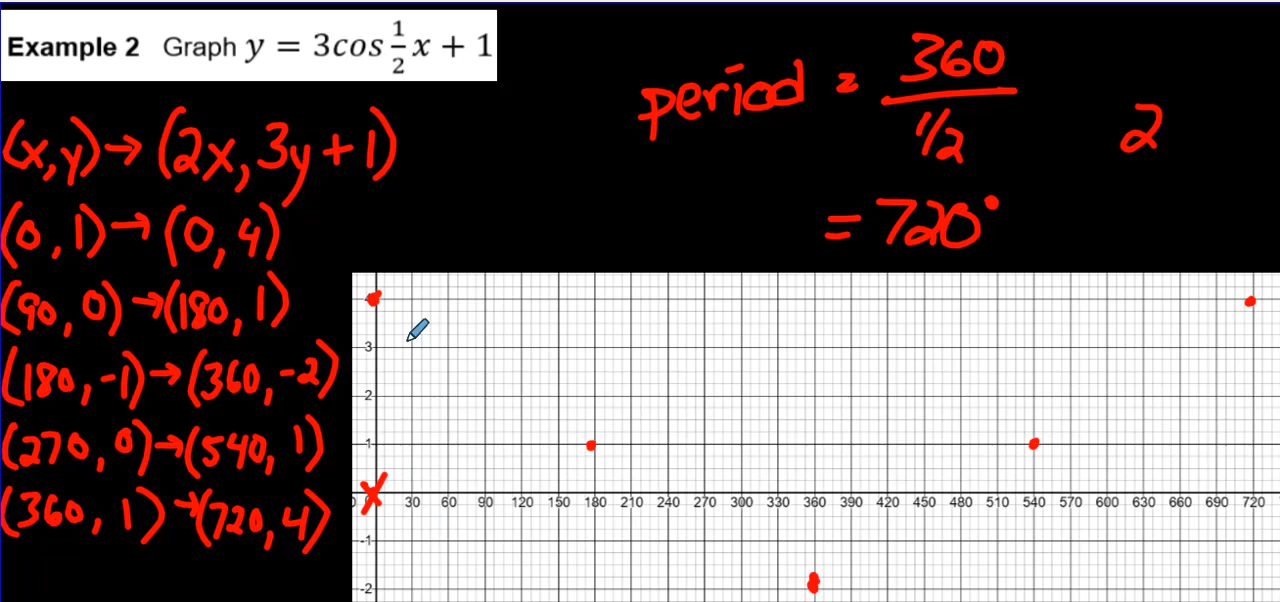 Example 2 Graph y = 3cos 1/2 x + 1
period = 360 / 1/2
2
= 720°
(x,y) → (2x, 3y+1)
(0,1) → (0,4)
(90,0) → (180,1)
(180,-1) → (360,-2)
(270,0) → (540,1)
(360,1) → (720,4)
3
2
1
0 30 60 90 120 150 180 210 240 270 300 330 360 390 420 450 480 510 540 570 600 630 660 690 720
-1
-2